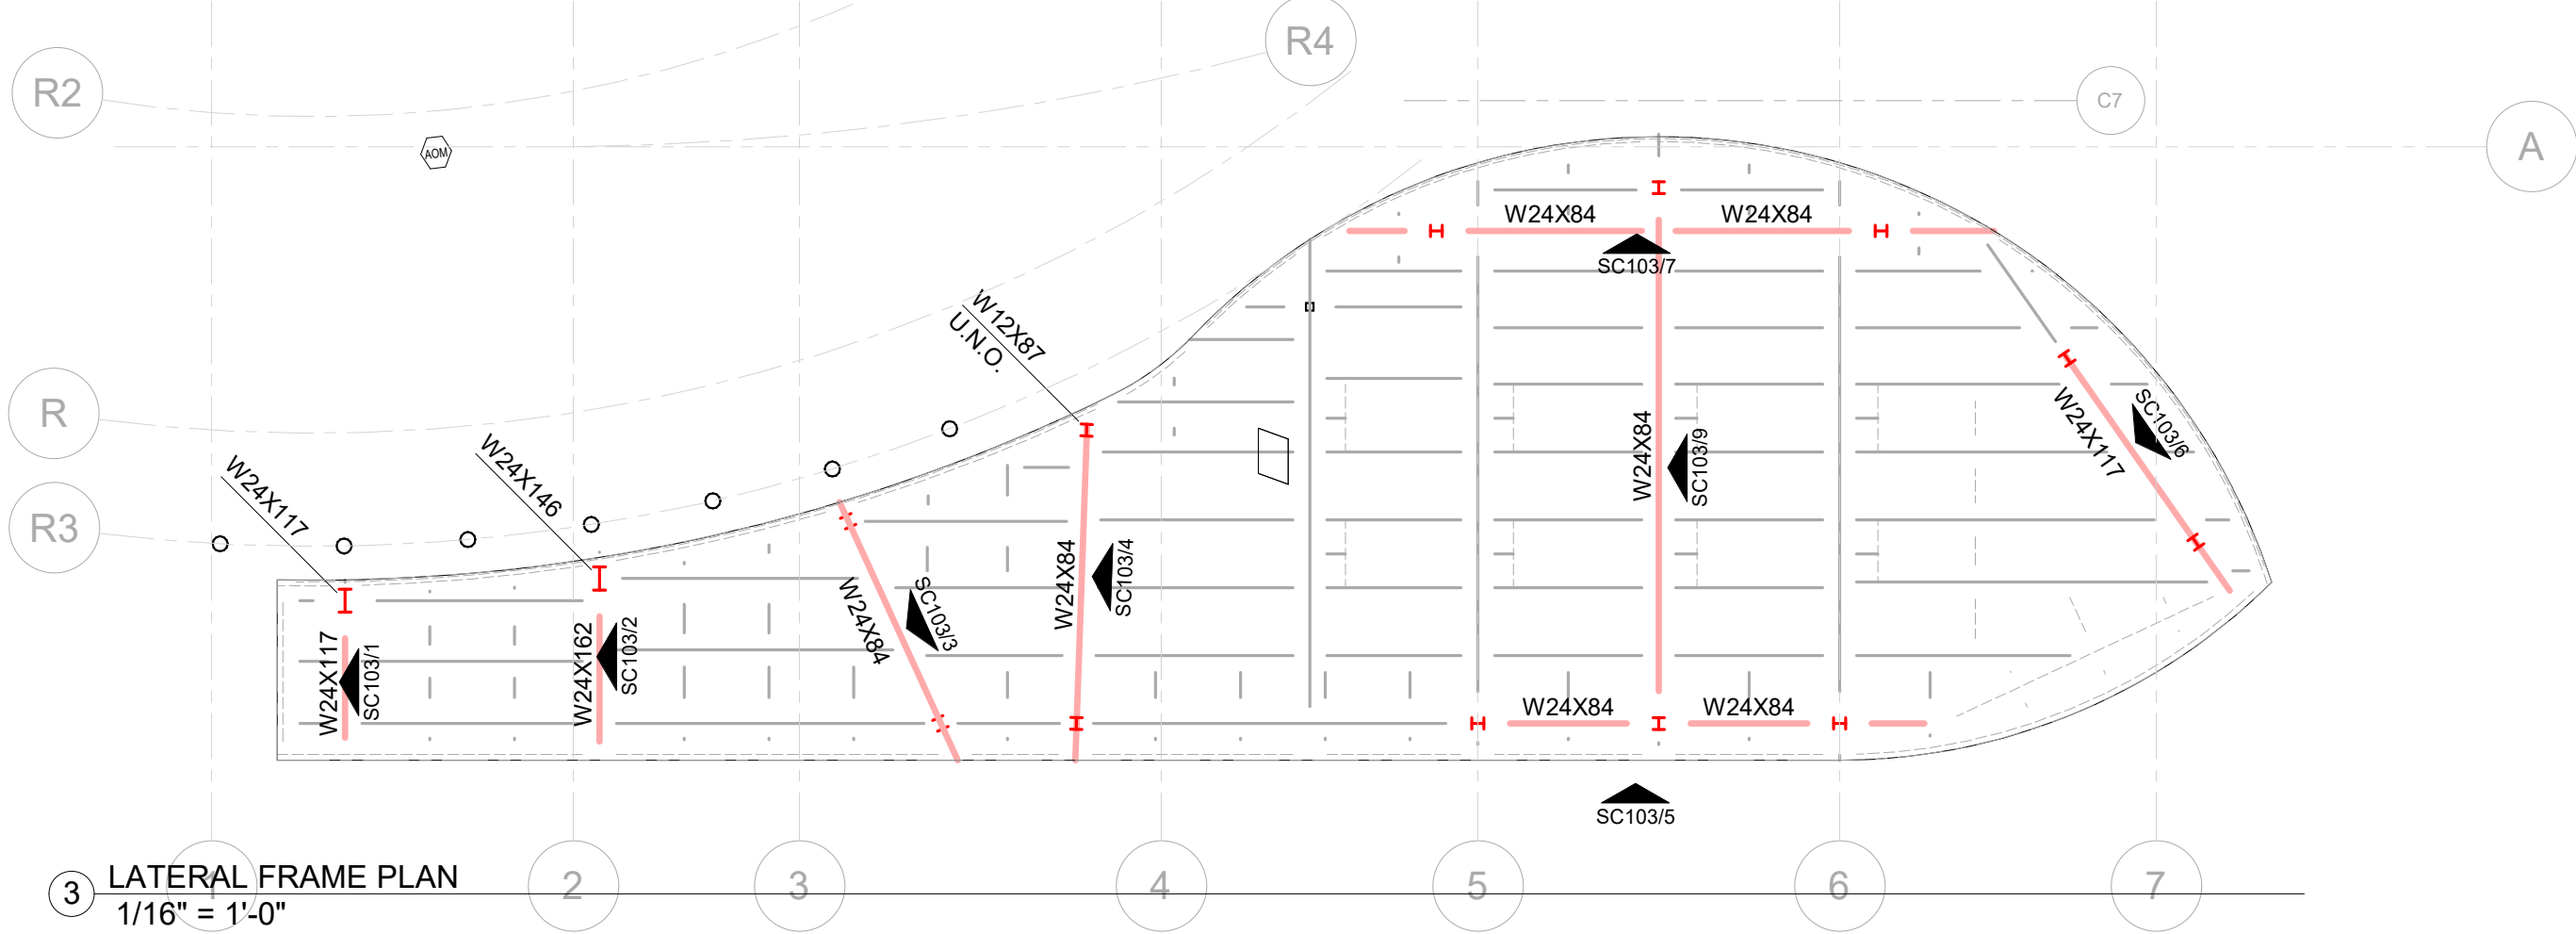 R2
R4
C7
A
AOM
W24X84
W24X84
SC103/7
W12X87
U.N.O.
R
R3
W24X117
W24X146
W24X84
SC103/9
W24X117
SC103/6
W24X117
SC103/1
W24X162
SC103/2
W24X84
SC103/3
W24X84
SC103/4
W24X84
W24X84
SC103/5
3
LATERAL FRAME PLAN
1/16" = 1'-0"
1
2
3
4
5
6
7